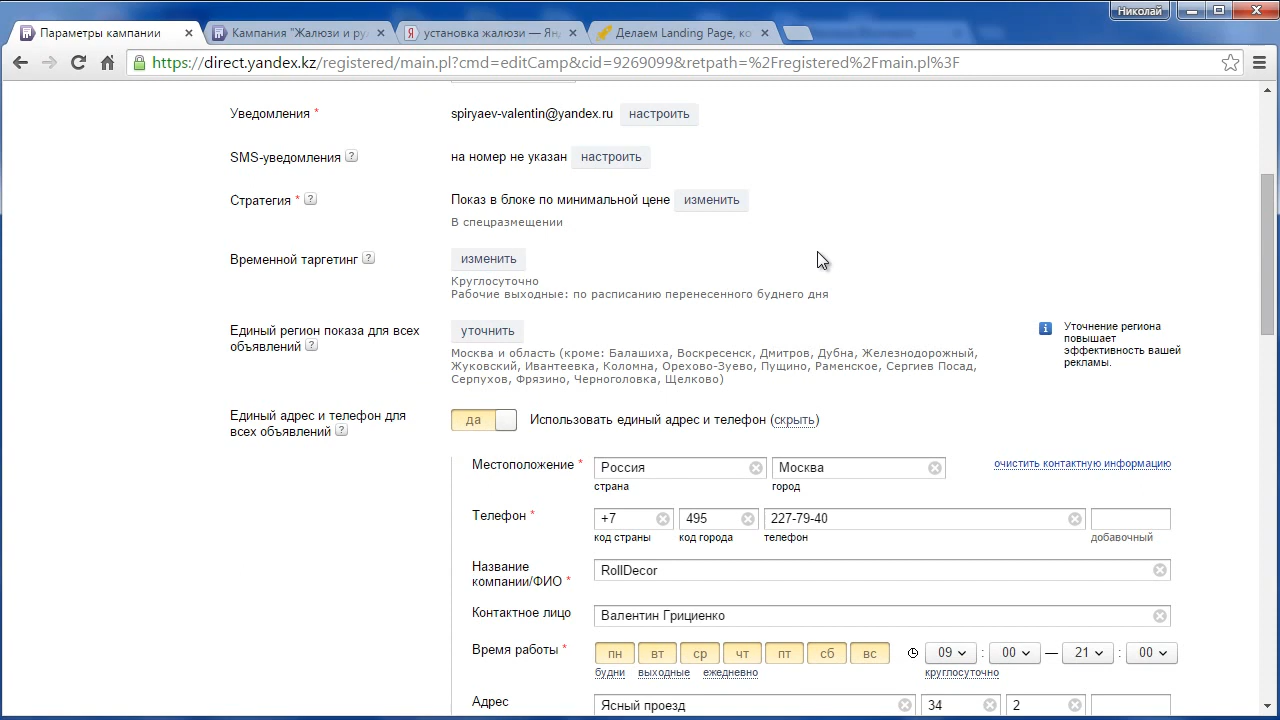 Николай
Параметры кампании
Кампания "Жалюзи и ру
установка жалюзи — Ян
Делаем Landing Page, ко
https://direct.yandex.kz/registered/main.pl?cmd=editCamp&cid=9269099&retpath=%2Fregistered%2Fmain.pl%3F
Уведомления *
spiryaev-valentin@yandex.ru настроить
SMS-уведомления ?
на номер не указан настроить
Стратегия * ?
Показ в блоке по минимальной цене изменить
В спецразмещении
Временной таргетинг ?
изменить
Круглосуточно
Рабочие выходные: по расписанию перенесенного буднего дня
Единый регион показа для всех
объявлений ?
уточнить
Москва и область (кроме: Балашиха, Воскресенск, Дмитров, Дубна, Железнодорожный,
Жуковский, Ивантеевка, Коломна, Орехово-Зуево, Пущино, Раменское, Сергиев Посад,
Серпухов, Фрязино, Черноголовка, Щелково)
Уточнение региона
повышает
эффективность вашей
рекламы.
Единый адрес и телефон для
всех объявлений ?
да Использовать единый адрес и телефон (скрыть)
Местоположение *
Россия Москва
страна город
очистить контактную информацию
Телефон *
+7 495 227-79-40
код страны код города телефон добавочный
Название
компании/ФИО *
RollDecor
Контактное лицо
Валентин Грициенко
Время работы *
пн вт ср чт пт сб вс
09 : 00 — 21 : 00
будни выходные ежедневно круглосуточно
Адрес
Ясный проезд 34 2